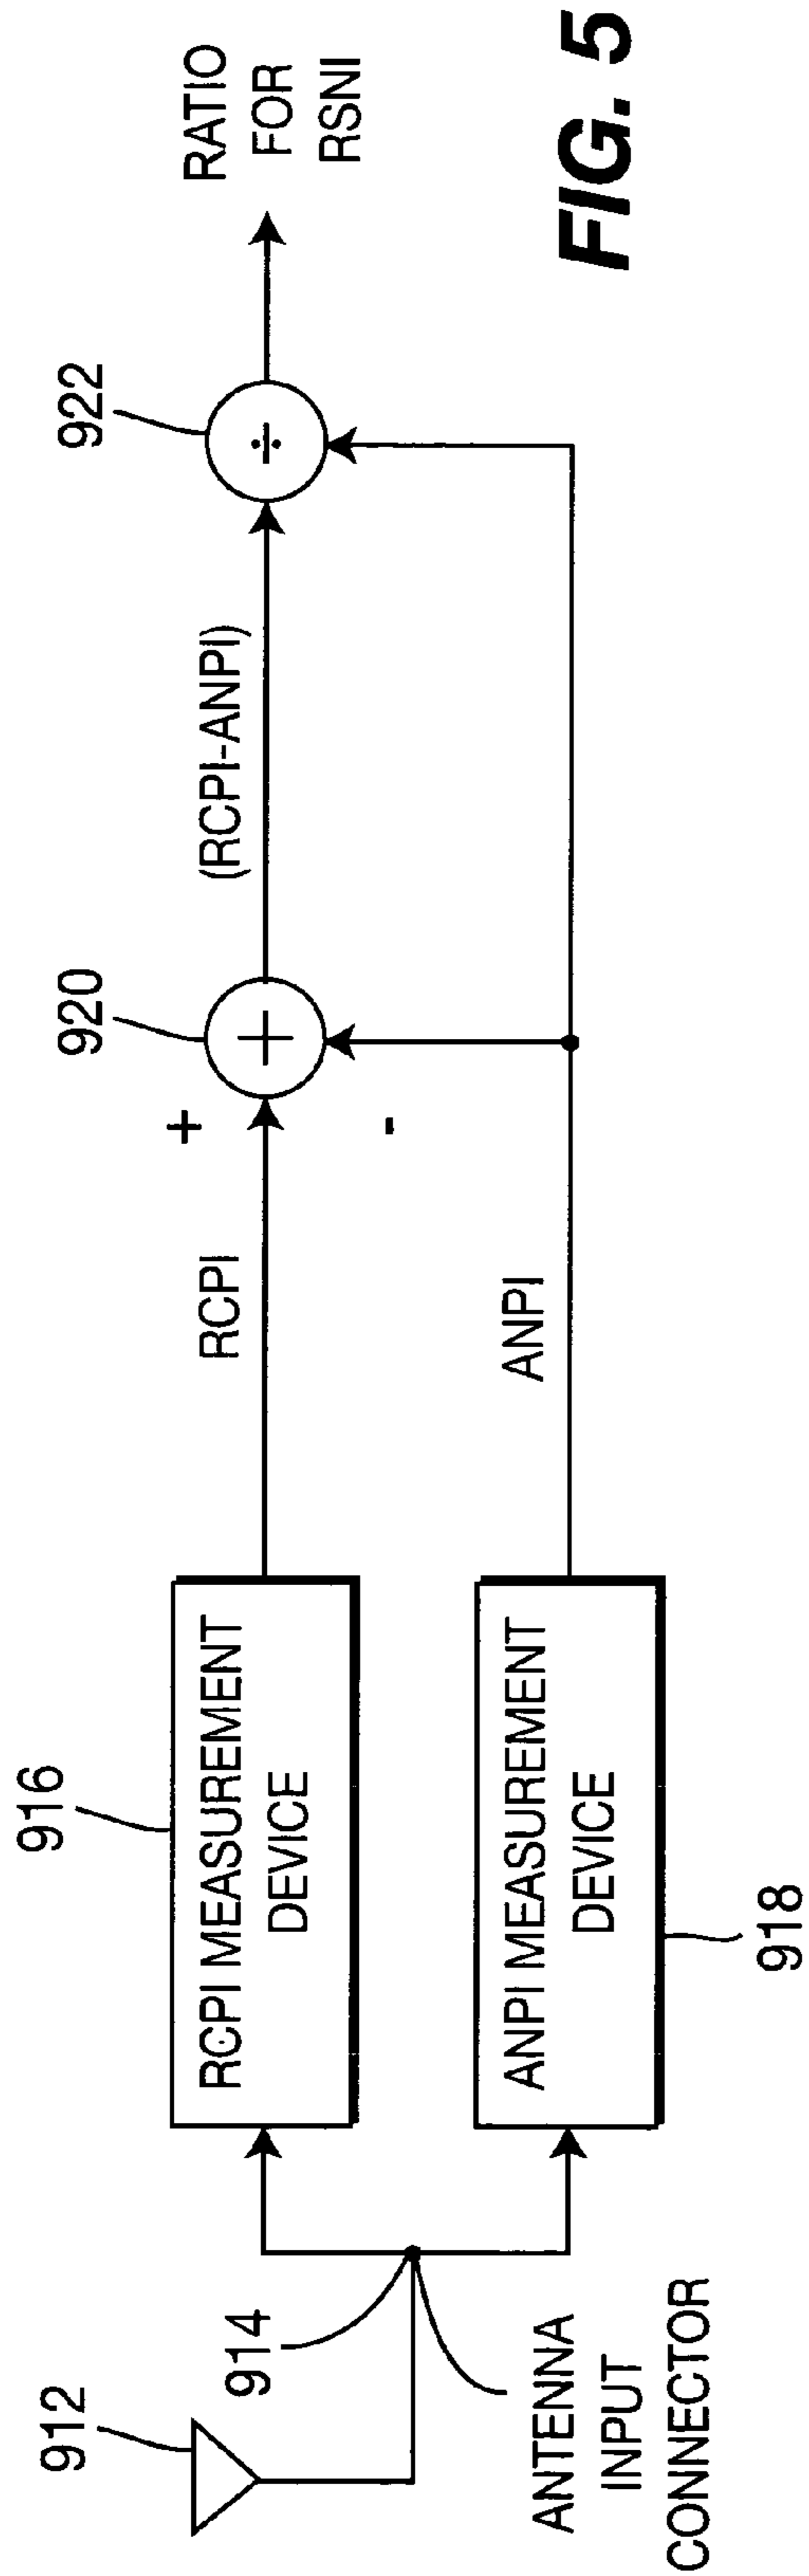 912
914
ANTENNA
INPUT
CONNECTOR
916
RCPI MEASUREMENT
DEVICE
ANPI MEASUREMENT
DEVICE
918
RCPI
ANPI
+
-
920
+
(RCPI-ANPI)
922
÷
RATIO
FOR
RSNI
FIG. 5